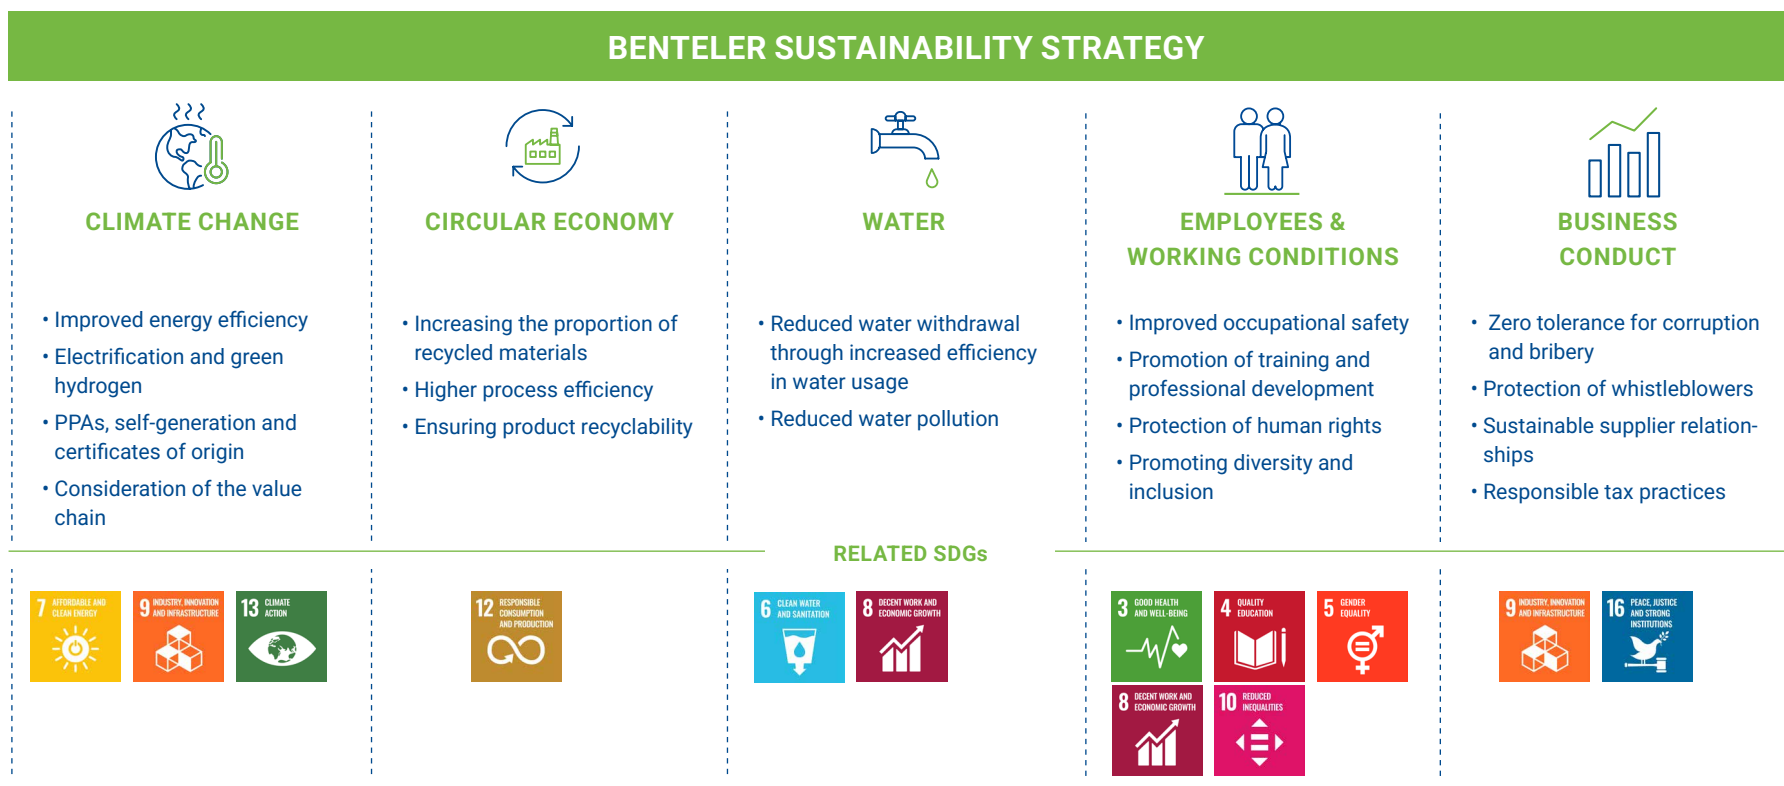 BENTELER SUSTAINABILITY STRATEGY
CLIMATE CHANGE
• Improved energy efficiency
• Electrification and green
hydrogen
• PPAs, self-generation and
certificates of origin
• Consideration of the value
chain
CIRCULAR ECONOMY
• Increasing the proportion of
recycled materials
• Higher process efficiency
• Ensuring product recyclability
WATER
• Reduced water withdrawal
through increased efficiency
in water usage
• Reduced water pollution
EMPLOYEES &
WORKING CONDITIONS
• Improved occupational safety
• Promotion of training and
professional development
• Protection of human rights
• Promoting diversity and
inclusion
BUSINESS
CONDUCT
• Zero tolerance for corruption
and bribery
• Protection of whistleblowers
• Sustainable supplier relation-
ships
• Responsible tax practices
RELATED SDGs
7 AFFORDABLE AND
CLEAN ENERGY
9 INDUSTRY, INNOVATION
AND INFRASTRUCTURE
13 CLIMATE
ACTION
12 RESPONSIBLE
CONSUMPTION
AND PRODUCTION
6 CLEAN WATER
AND SANITATION
8 DECENT WORK AND
ECONOMIC GROWTH
3 GOOD HEALTH
AND WELL-BEING
4 QUALITY
EDUCATION
5 GENDER
EQUALITY
8 DECENT WORK AND
ECONOMIC GROWTH
10 REDUCED
INEQUALITIES
9 INDUSTRY, INNOVATION
AND INFRASTRUCTURE
16 PEACE, JUSTICE
AND STRONG
INSTITUTIONS